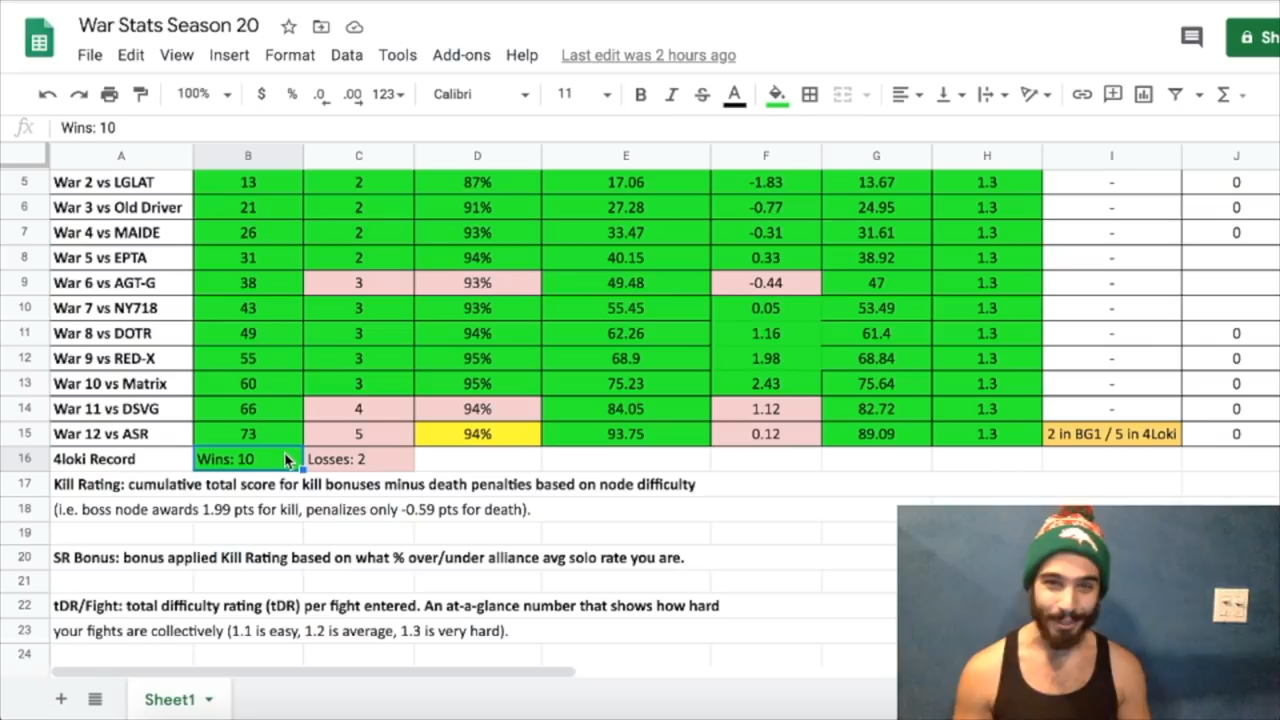 War Stats Season 20
File Edit View Insert Format Data Tools Add-ons Help Last edit was 2 hours ago
100% $ % .0 .00 123 Calibri 11 B I S A Σ
fx Wins: 10
A B C D E F G H I J
5 War 2 vs LGLAT 13 2 87% 17.06 -1.83 13.67 1.3 - 0
6 War 3 vs Old Driver 21 2 91% 27.28 -0.77 24.95 1.3 - 0
7 War 4 vs MAIDE 26 2 93% 33.47 -0.31 31.61 1.3 - 0
8 War 5 vs EPTA 31 2 94% 40.15 0.33 38.92 1.3 -
9 War 6 vs AGT-G 38 3 93% 49.48 -0.44 47 1.3 -
10 War 7 vs NY718 43 3 93% 55.45 0.05 53.49 1.3 -
11 War 8 vs DOTR 49 3 94% 62.26 1.16 61.4 1.3 - 0
12 War 9 vs RED-X 55 3 95% 68.9 1.98 68.84 1.3 - 0
13 War 10 vs Matrix 60 3 95% 75.23 2.43 75.64 1.3 - 0
14 War 11 vs DSVG 66 4 94% 84.05 1.12 82.72 1.3 - 0
15 War 12 vs ASR 73 5 94% 93.75 0.12 89.09 1.3 2 in BG1 / 5 in 4Loki 0
16 4loki Record Wins: 10 Losses: 2
17 Kill Rating: cumulative total score for kill bonuses minus death penalties based on node difficulty
18 (i.e. boss node awards 1.99 pts for kill, penalizes only -0.59 pts for death).
19
20 SR Bonus: bonus applied Kill Rating based on what % over/under alliance avg solo rate you are.
21
22 tDR/Fight: total difficulty rating (tDR) per fight entered. An at-a-glance number that shows how hard
23 your fights are collectively (1.1 is easy, 1.2 is average, 1.3 is very hard).
24
Sheet1